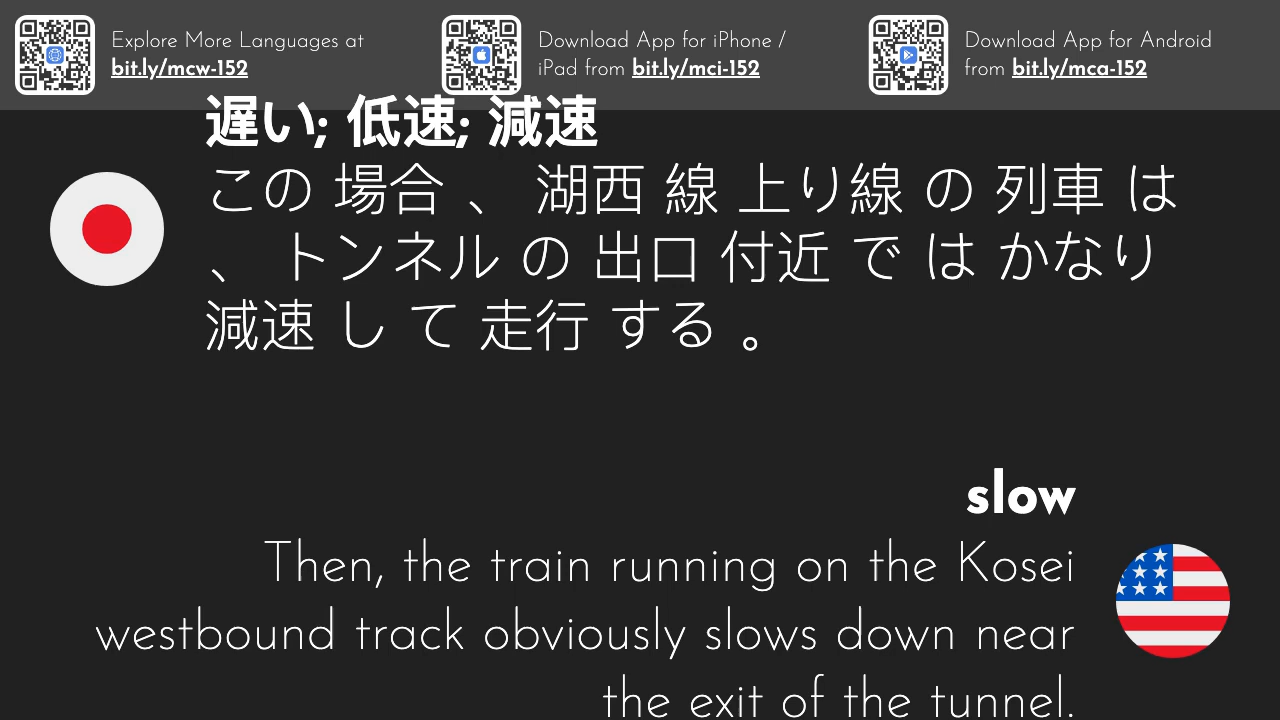 Explore More Languages at
bit.ly/mcw-152
Download App for iPhone /
iPad from bit.ly/mci-152
Download App for Android
from bit.ly/mca-152
遅い; 低速; 減速
この 場合 、 湖西 線 上り線 の 列車 は
、 トンネル の 出口 付近 で は かなり
減速 し て 走行 する 。
slow
Then, the train running on the Kosei
westbound track obviously slows down near
the exit of the tunnel.